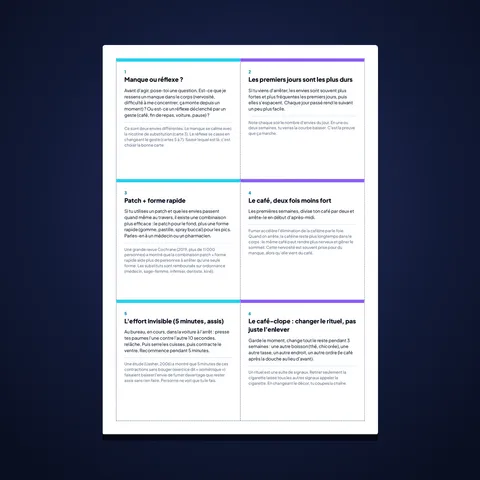 1
Manque ou réflexe ?
Avant d'agir, pose-toi une question. Est-ce que je
ressens un manque dans le corps (nervosité,
difficulté à me concentrer, ça monte depuis un
moment) ? Ou est-ce un réflexe déclenché par un
geste (café, fin de repas, voiture, pause) ?
Ce sont deux envies différentes. Le manque se calme avec
la nicotine de substitution (carte 3). Le réflexe se casse en
changeant le geste (cartes 3 à 7). Savoir lequel est là, c'est
choisir la bonne carte.
2
Les premiers jours sont les plus durs
Si tu viens d'arrêter, les envies sont souvent plus
fortes et plus fréquentes les premiers jours, puis
elles s'espacent. Chaque jour passé rend le suivant
un peu plus facile.
Note chaque soir le nombre d'envies du jour. En une ou
deux semaines, tu verras la courbe baisser. C'est la preuve
que ça marche.
3
Patch + forme rapide
Si tu utilises un patch et que les envies passent
quand même au travers, il existe une combinaison
plus efficace : le patch pour le fond, plus une forme
rapide (gomme, pastille, spray buccal) pour les pics.
Parles-en à un médecin ou un pharmacien.
Une grande revue Cochrane (2019, plus de 11 000
personnes) a montré que la combinaison patch + forme
rapide aide plus de personnes à arrêter qu'une seule
forme. Les substituts sont remboursés sur ordonnance
(médecin, sage-femme, infirmier, dentiste, kiné).
4
Le café, deux fois moins fort
Les premières semaines, divise ton café par deux et
arrête-le en début d'après-midi.
Fumer accélère l'élimination de la caféine par le foie.
Quand on arrête, la caféine reste plus longtemps dans le
corps : le même café peut rendre plus nerveux et gêner le
sommeil. Cette nervosité est souvent prise pour du
manque, alors qu'elle vient du café.
5
L'effort invisible (5 minutes, assis)
Au bureau, en cours, dans la voiture à l'arrêt : presse
tes paumes l'une contre l'autre 10 secondes,
relâche. Puis serre les cuisses, puis contracte le
ventre. Recommence pendant 5 minutes.
Une étude (Ussher, 2006) a montré que 5 minutes de ces
contractions sans bouger (exercice dit « isométrique »)
faisaient baisser l'envie de fumer davantage que rester
assis sans rien faire. Personne ne voit que tu le fais.
6
Le café-clope : changer le rituel, pas
juste l'enlever
Garde le moment, change tout le reste pendant 3
semaines : une autre boisson (thé, chicorée), une
autre tasse, un autre endroit, un autre ordre (le café
après la douche au lieu d'avant).
Un rituel est une suite de signaux. Retirer seulement la
cigarette laisse tous les autres signaux appeler la
cigarette. En changeant le décor, tu coupes la chaîne.